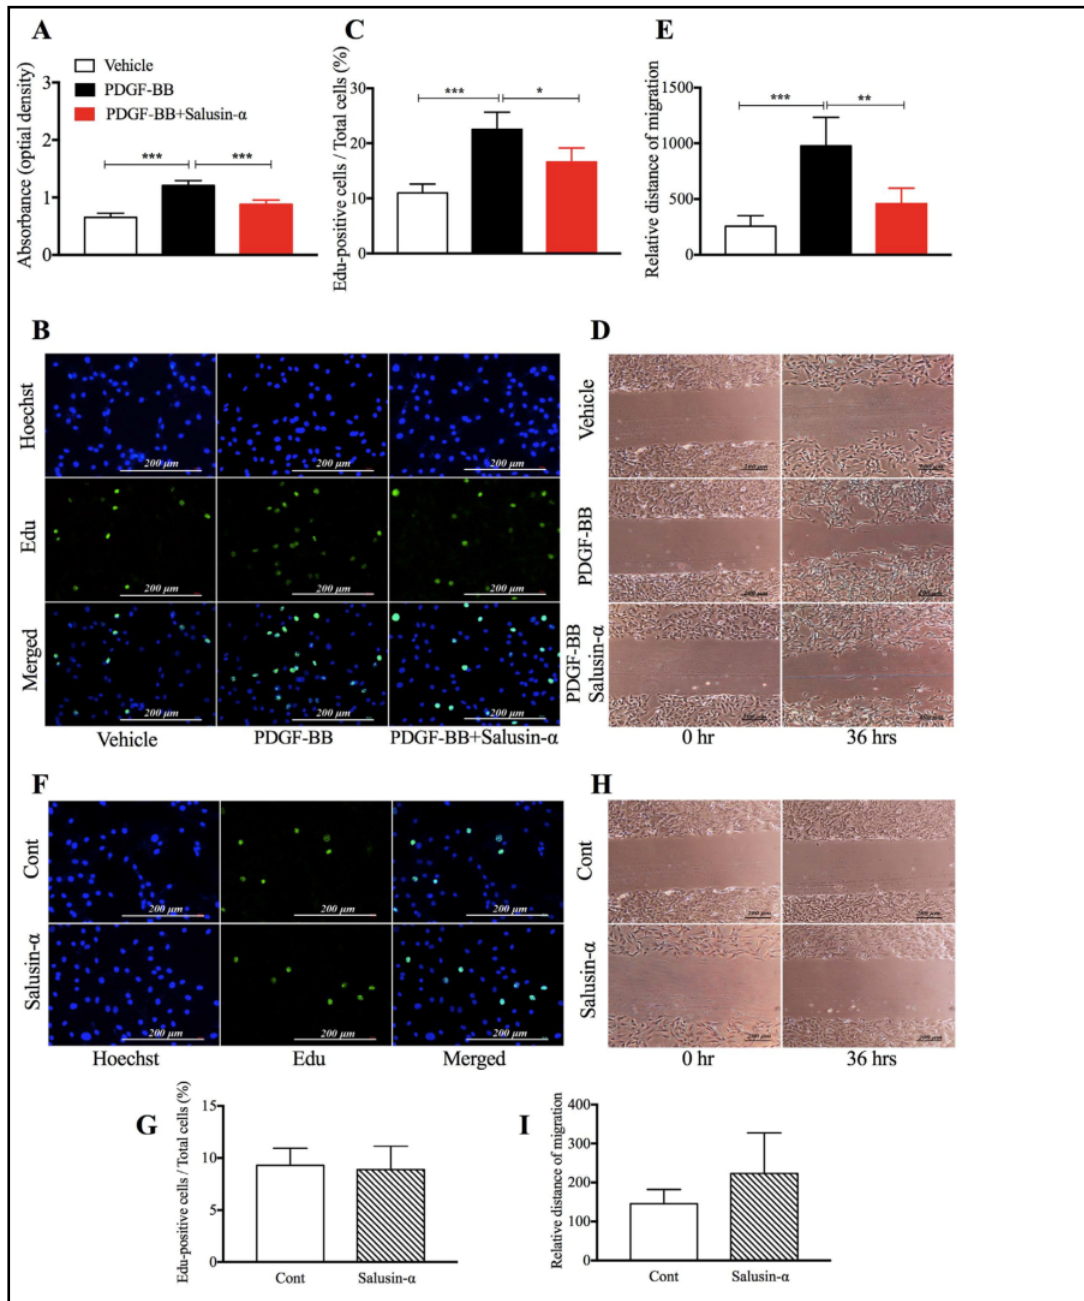 A
Vehicle
PDGF-BB
PDGF-BB+Salusin-α
Absorbance (optial density)
3
2
1
0
***
***
C
Edu-positive cells / Total cells (%)
30
20
10
0
***
*
E
Relative distance of migration
1500
1000
500
0
***
**
B
Hoechst
200 μm
200 μm
200 μm
Edu
200 μm
200 μm
200 μm
Merged
200 μm
200 μm
200 μm
Vehicle
PDGF-BB
PDGF-BB+Salusin-α
D
Vehicle
PDGF-BB
PDGF-BB
Salusin-α
0 hr
36 hrs
F
Cont
200 μm
200 μm
200 μm
Salusin-α
200 μm
200 μm
200 μm
Hoechst
Edu
Merged
H
Cont
Salusin-α
0 hr
36 hrs
G
Edu-positive cells / Total cells (%)
15
10
5
0
Cont
Salusin-α
I
Relative distance of migration
400
300
200
100
0
Cont
Salusin-α